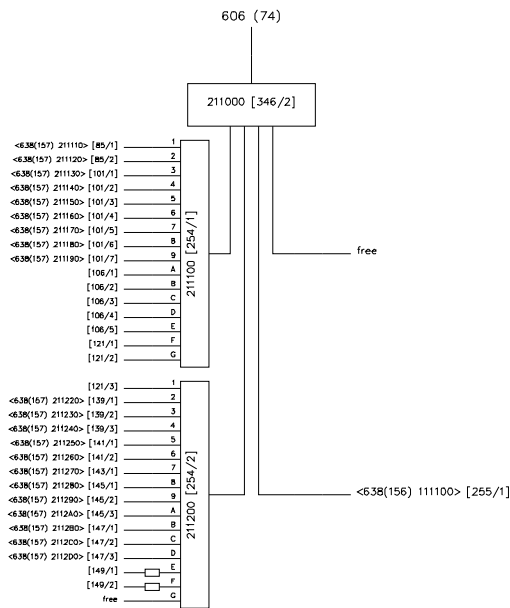 606 (74)
211000 [346/2]
<638(157) 211110> [85/1] 1
<638(157) 211120> [85/2] 2
<638(157) 211130> [101/1] 3
<638(157) 211140> [101/2] 4
<638(157) 211150> [101/3] 5
<638(157) 211160> [101/4] 6
<638(157) 211170> [101/5] 7
<638(157) 211180> [101/6] 8
<638(157) 211190> [101/7] 9
[106/1] A
[106/2] B
[106/3] C
[106/4] D
[106/5] E
[121/1] F
[121/2] G
211100 [254/1]
free
[121/3] 1
<638(157) 211220> [139/1] 2
<638(157) 211230> [139/2] 3
<638(157) 211240> [139/3] 4
<638(157) 211250> [141/1] 5
<638(157) 211260> [141/2] 6
<638(157) 211270> [143/1] 7
<638(157) 211280> [145/1] 8
<638(157) 211290> [145/2] 9
<638(157) 2112A0> [145/3] A
<638(157) 2112B0> [147/1] B
<638(157) 2112C0> [147/2] C
<638(157) 2112D0> [147/3] D
[149/1] E
[149/2] F
free G
211200 [254/2]
<638(156) 111100> [255/1]